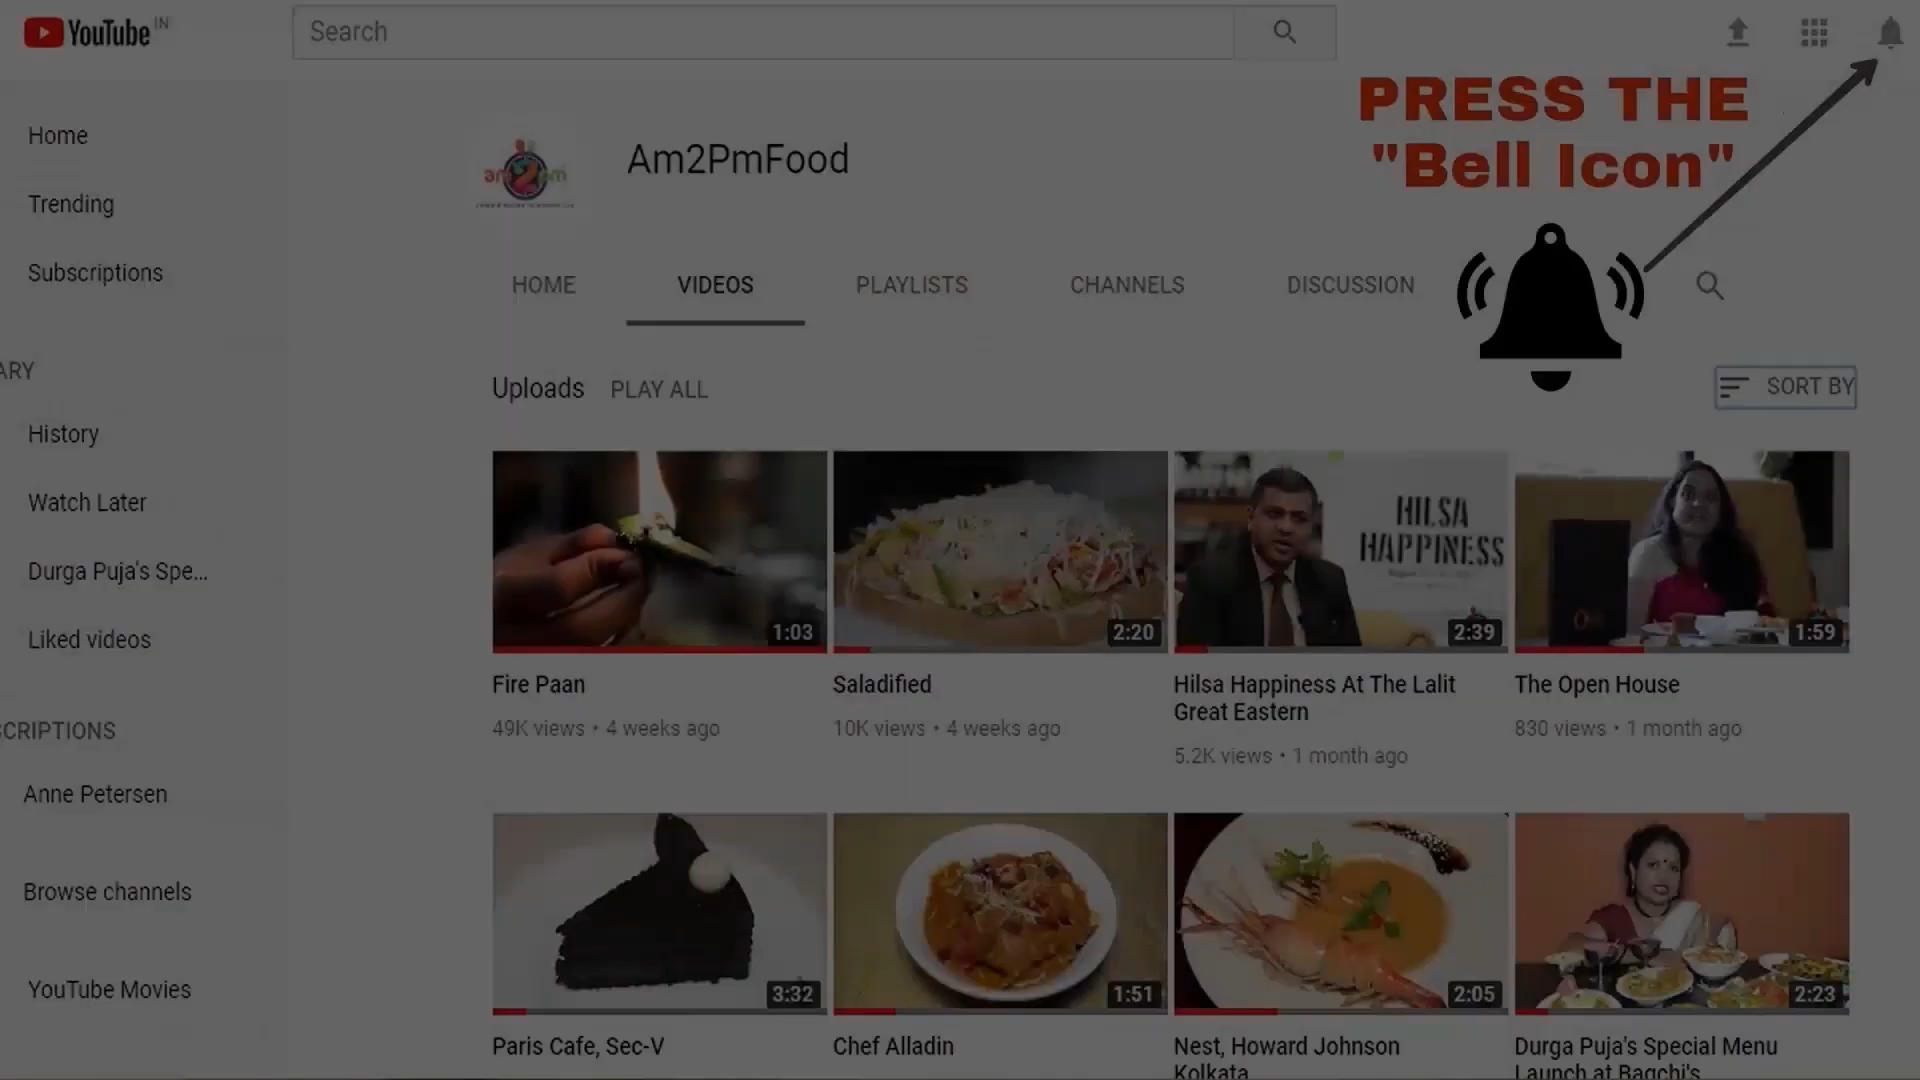 YouTube IN
Search
PRESS THE
"Bell Icon"
Home
Trending
Subscriptions
ARY
History
Watch Later
Durga Puja's Spe...
Liked videos
SCRIPTIONS
Anne Petersen
Browse channels
YouTube Movies
am2pm
Am2PmFood
HOME
VIDEOS
PLAYLISTS
CHANNELS
DISCUSSION
Uploads
PLAY ALL
SORT BY
1:03
Fire Paan
49K views • 4 weeks ago
2:20
Saladified
10K views • 4 weeks ago
HILSA
HAPPINESS
2:39
Hilsa Happiness At The Lalit
Great Eastern
5.2K views • 1 month ago
1:59
The Open House
830 views • 1 month ago
3:32
Paris Cafe, Sec-V
1:51
Chef Alladin
2:05
Nest, Howard Johnson
Kolkata
2:23
Durga Puja's Special Menu
Launch at Bagchi's